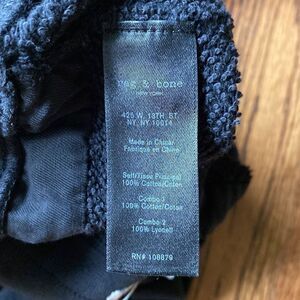 rag & bone
NEW YORK
425 W. 13TH. ST.
NY, NY 10014
Made in China/
Fabriqué en Chine
Self/Tissu Principal
100% Cotton/Coton
Combo 1
100% Cotton/Coton
Combo 2
100% Lyocell
RN# 108879